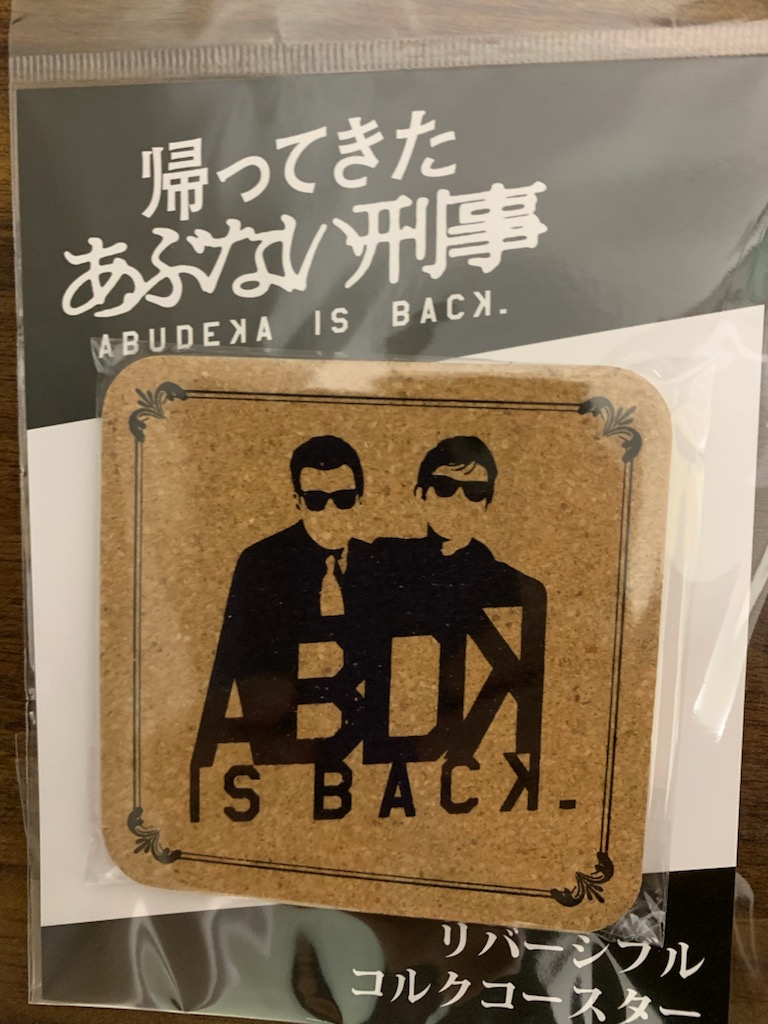 帰ってきた
あぶない刑事
ABUDEKA IS BACK.
ABDK
IS BACK.
リバーシブル
コルクコースター